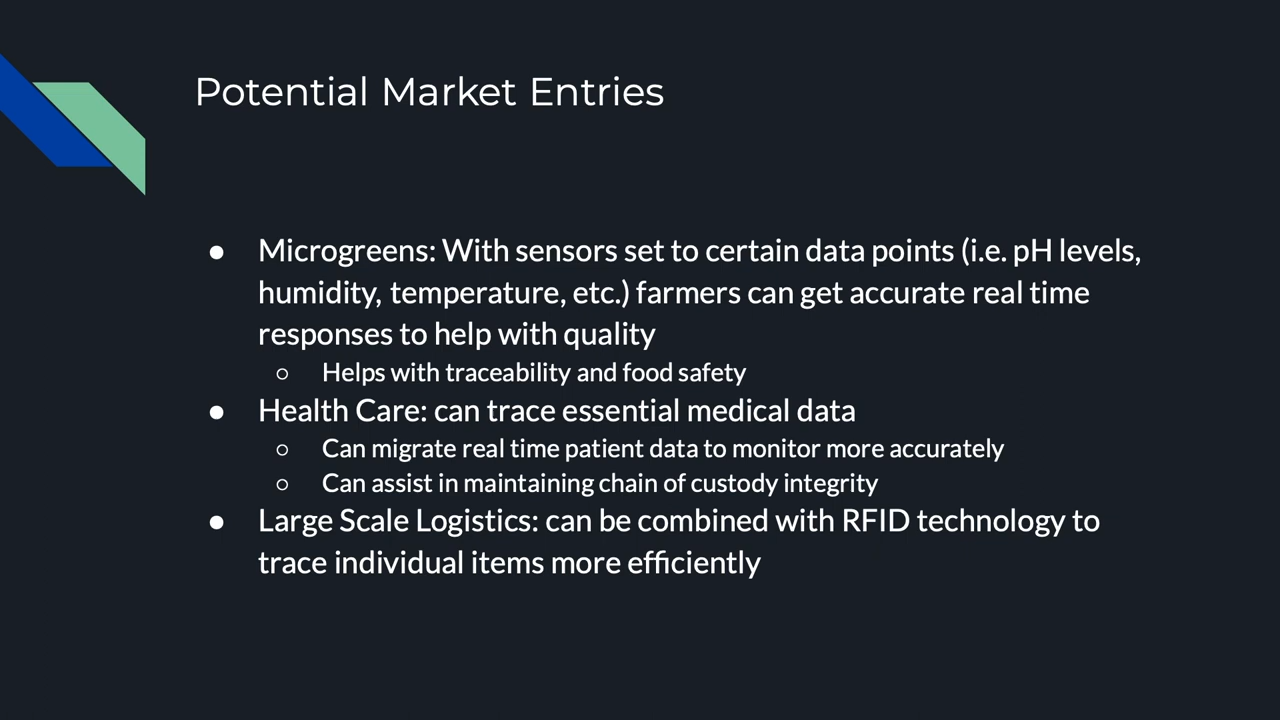 Potential Market Entries
● Microgreens: With sensors set to certain data points (i.e. pH levels,
humidity, temperature, etc.) farmers can get accurate real time
responses to help with quality
○ Helps with traceability and food safety
● Health Care: can trace essential medical data
○ Can migrate real time patient data to monitor more accurately
○ Can assist in maintaining chain of custody integrity
● Large Scale Logistics: can be combined with RFID technology to
trace individual items more efficiently